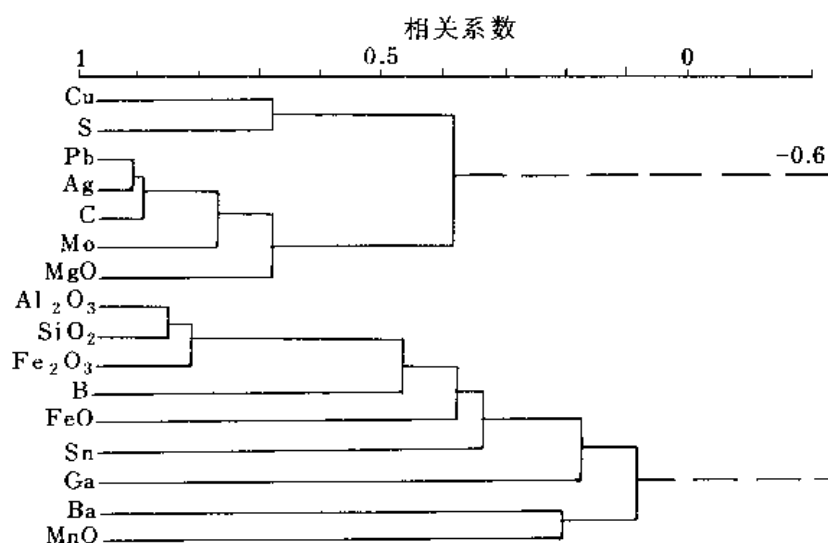 相关系数
1 0.5 0
Cu
S
Pb
-0.6
Ag
C
Mo
MgO
Al₂O₃
SiO₂
Fe₂O₃
B
FeO
Sn
Ga
Ba
MnO